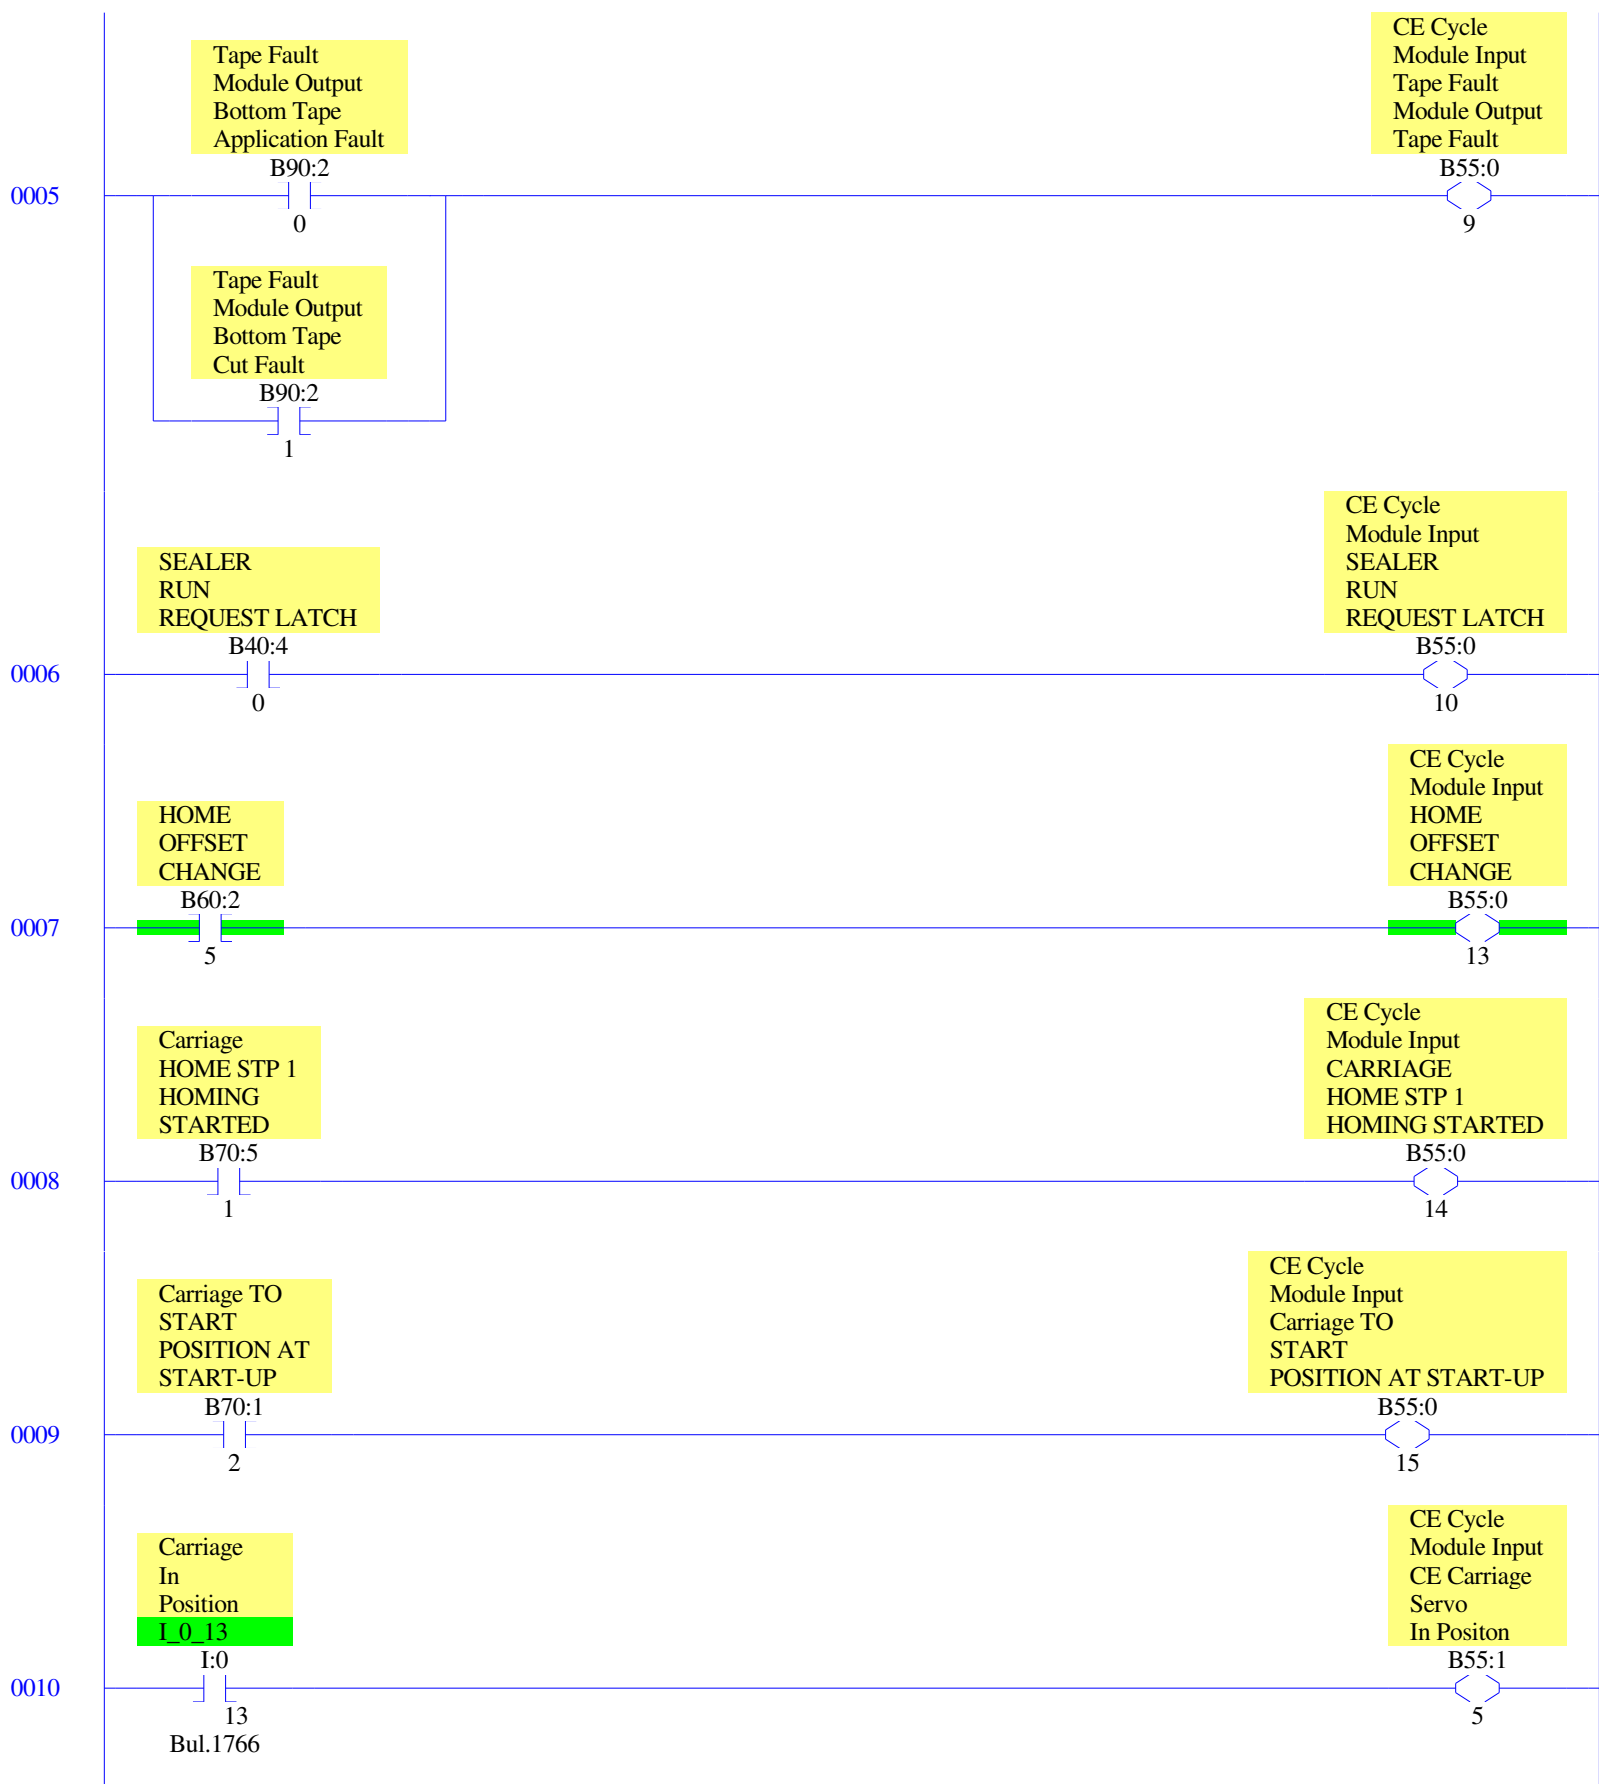 Tape Fault
Module Output
Bottom Tape
Application Fault
B90:2
0
CE Cycle
Module Input
Tape Fault
Module Output
Tape Fault
B55:0
9
0005
Tape Fault
Module Output
Bottom Tape
Cut Fault
B90:2
1
SEALER
RUN
REQUEST LATCH
B40:4
0
CE Cycle
Module Input
SEALER
RUN
REQUEST LATCH
B55:0
10
0006
HOME
OFFSET
CHANGE
B60:2
5
CE Cycle
Module Input
HOME
OFFSET
CHANGE
B55:0
13
0007
Carriage
HOME STP 1
HOMING
STARTED
B70:5
1
CE Cycle
Module Input
CARRIAGE
HOME STP 1
HOMING STARTED
B55:0
14
0008
Carriage TO
START
POSITION AT
START-UP
B70:1
2
CE Cycle
Module Input
Carriage TO
START
POSITION AT START-UP
B55:0
15
0009
Carriage
In
Position
I_0_13
I:0
13
Bul.1766
CE Cycle
Module Input
CE Carriage
Servo
In Positon
B55:1
5
0010